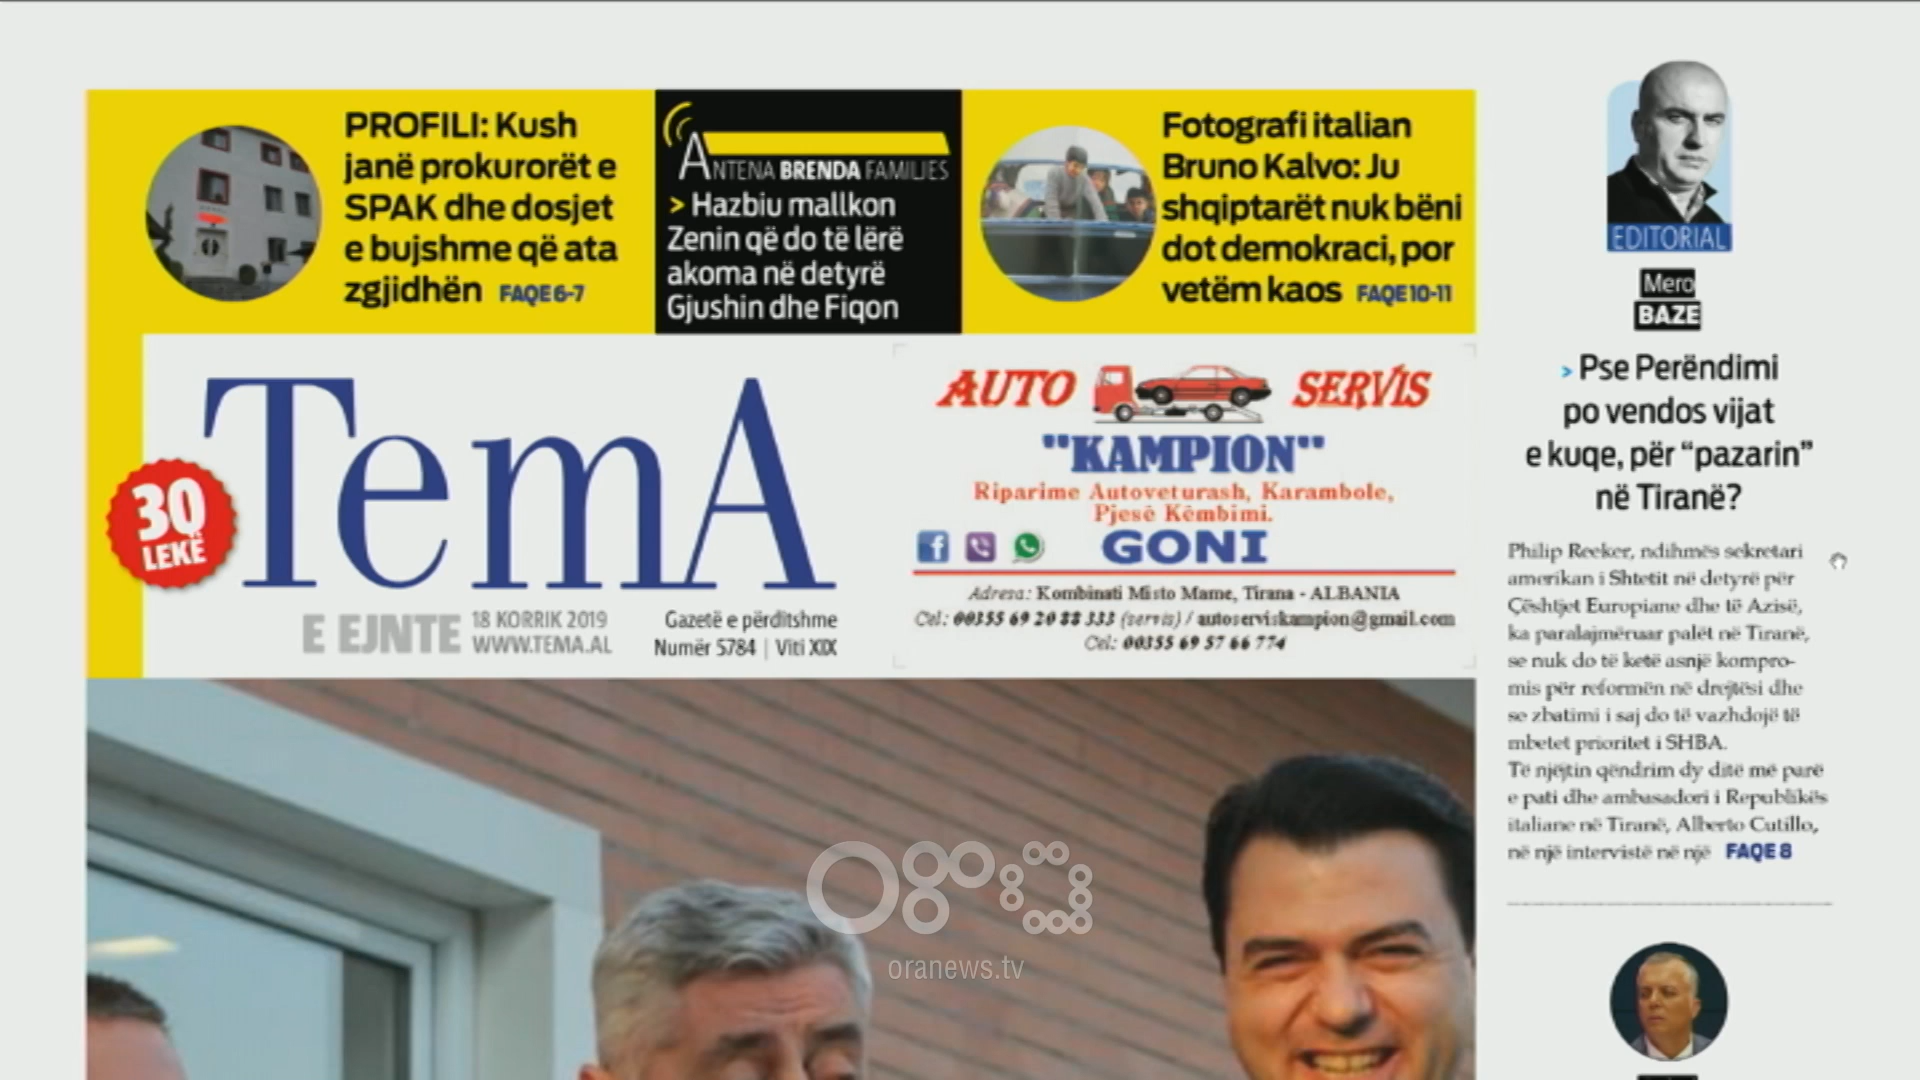 PROFILI: Kush
janë prokurorët e
SPAK dhe dosjet
e bujshme që ata
zgjidhën FAQE 6-7
ANTENA BRENDA FAMILJES
> Hazbiu mallkon
Zenin që do të lërë
akoma në detyrë
Gjushin dhe Fiqon
Fotografi italian
Bruno Kalvo: Ju
shqiptarët nuk bëni
dot demokraci, por
vetëm kaos FAQE 10-11
30
LEKË
TemA
E EJNTE
18 KORRIK 2019
WWW.TEMA.AL
Gazetë e përditshme
Numër 5784 | Viti XIX
AUTO SERVIS
"KAMPION"
Riparime Autoveturash, Karambole,
Pjesë Këmbimi.
GONI
Adresa: Kombinati Misto Mame, Tirana - ALBANIA
Cel: 00355 69 20 88 333 (servis) / autoserviskampion@gmail.com
Cel: 00355 69 57 66 774
EDITORIAL
Mero
BAZE
> Pse Perëndimi
po vendos vijat
e kuqe, për “pazarin”
në Tiranë?
Philip Reeker, ndihmës sekretari
amerikan i Shtetit në detyrë për
Çështjet Europiane dhe të Azisë,
ka paralajmëruar palët në Tiranë,
se nuk do të ketë asnjë kompro-
mis për reformën në drejtësi dhe
se zbatimi i saj do të vazhdojë të
mbetet prioritet i SHBA.
Të njëjtin qëndrim dy ditë më parë
e pati dhe ambasadori i Republikës
italiane në Tiranë, Alberto Cutillo,
në një intervistë në një FAQE 8
ora
oranews.tv